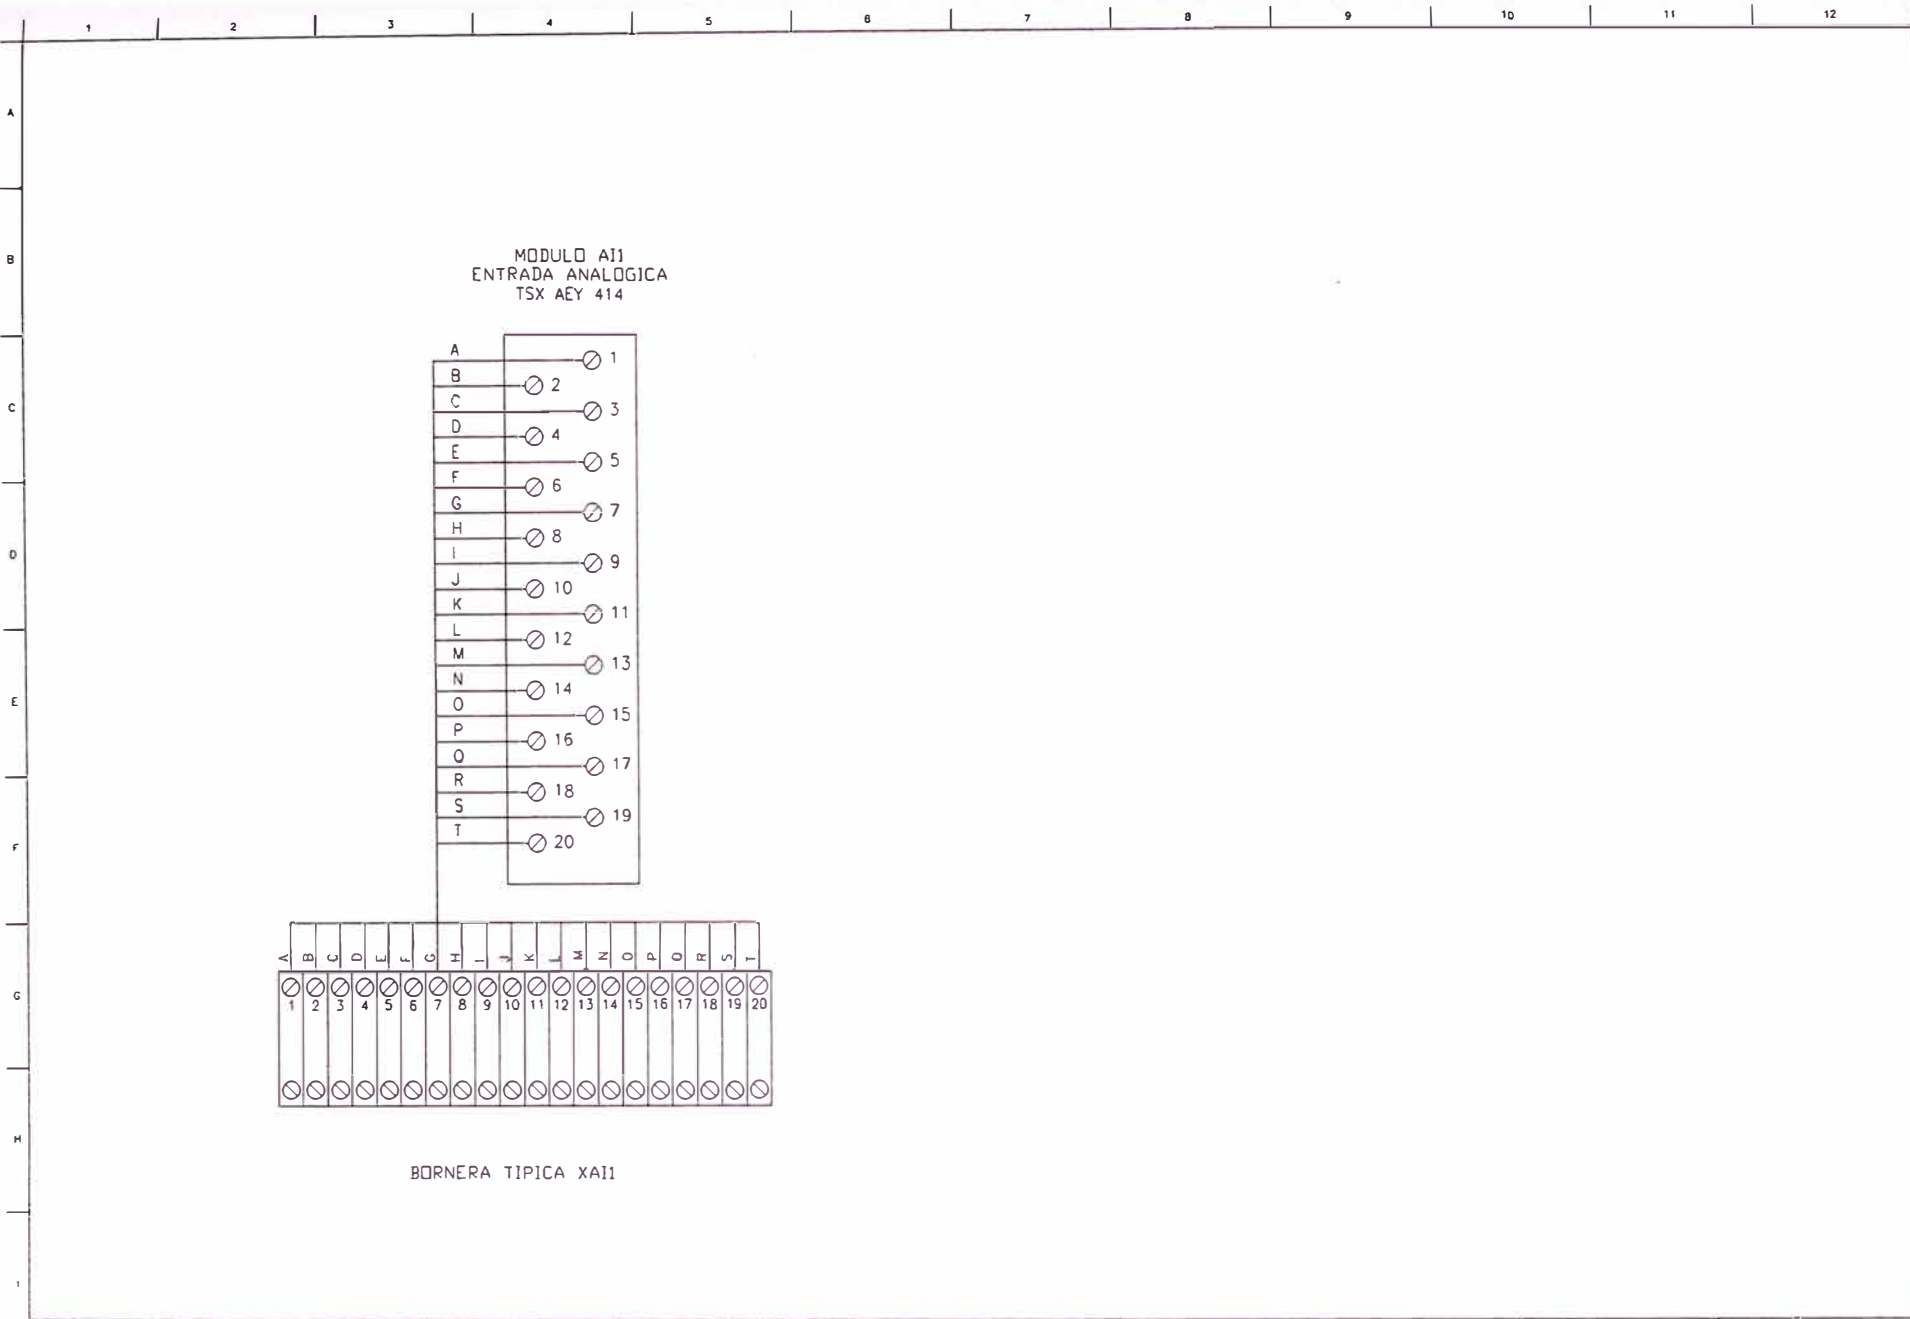 1 2 3 4 5 6 7 8 9 10 11 12
A
B
C
D
E
F
G
H
1
MODULO AI1
ENTRADA ANALOGICA
TSX AEY 414
A 1
B 2
C 3
D 4
E 5
F 6
G 7
H 8
I 9
J 10
K 11
L 12
M 13
N 14
O 15
P 16
Q 17
R 18
S 19
T 20
A B C D E F G H I J K L M N O P Q R S T
1 2 3 4 5 6 7 8 9 10 11 12 13 14 15 16 17 18 19 20
BORNERA TIPICA XAI1